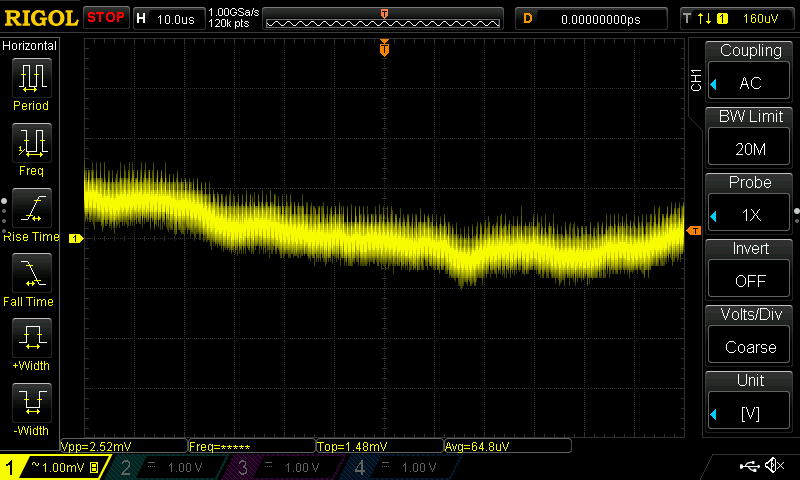 RIGOL STOP H 10.0us 1.00GSa/s 120k pts T D 0.00000000ps T 1 160uV
Horizontal
Period
Freq
Rise Time
Fall Time
+Width
-Width
T
1
T
CH1
Coupling
AC
BW Limit
20M
Probe
1X
Invert
OFF
Volts/Div
Coarse
Unit
[V]
Vpp=2.52mV Freq=***** Top=1.48mV Avg=64.8uV
1 ~ 1.00mV B 2 1.00 V 3 1.00 V 4 1.00 V